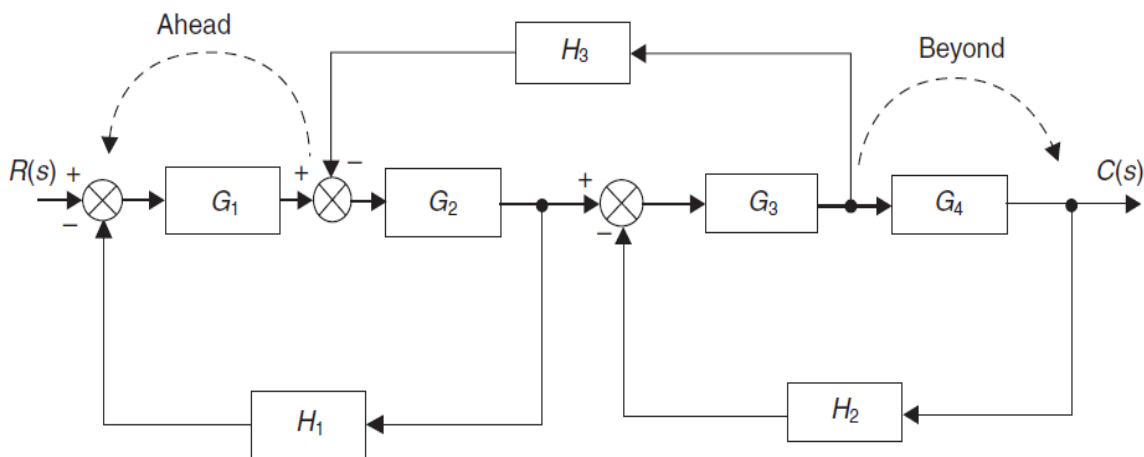 Ahead
H3
Beyond
R(s)
+
−
G1
+
−
G2
+
−
G3
G4
C(s)
H1
H2